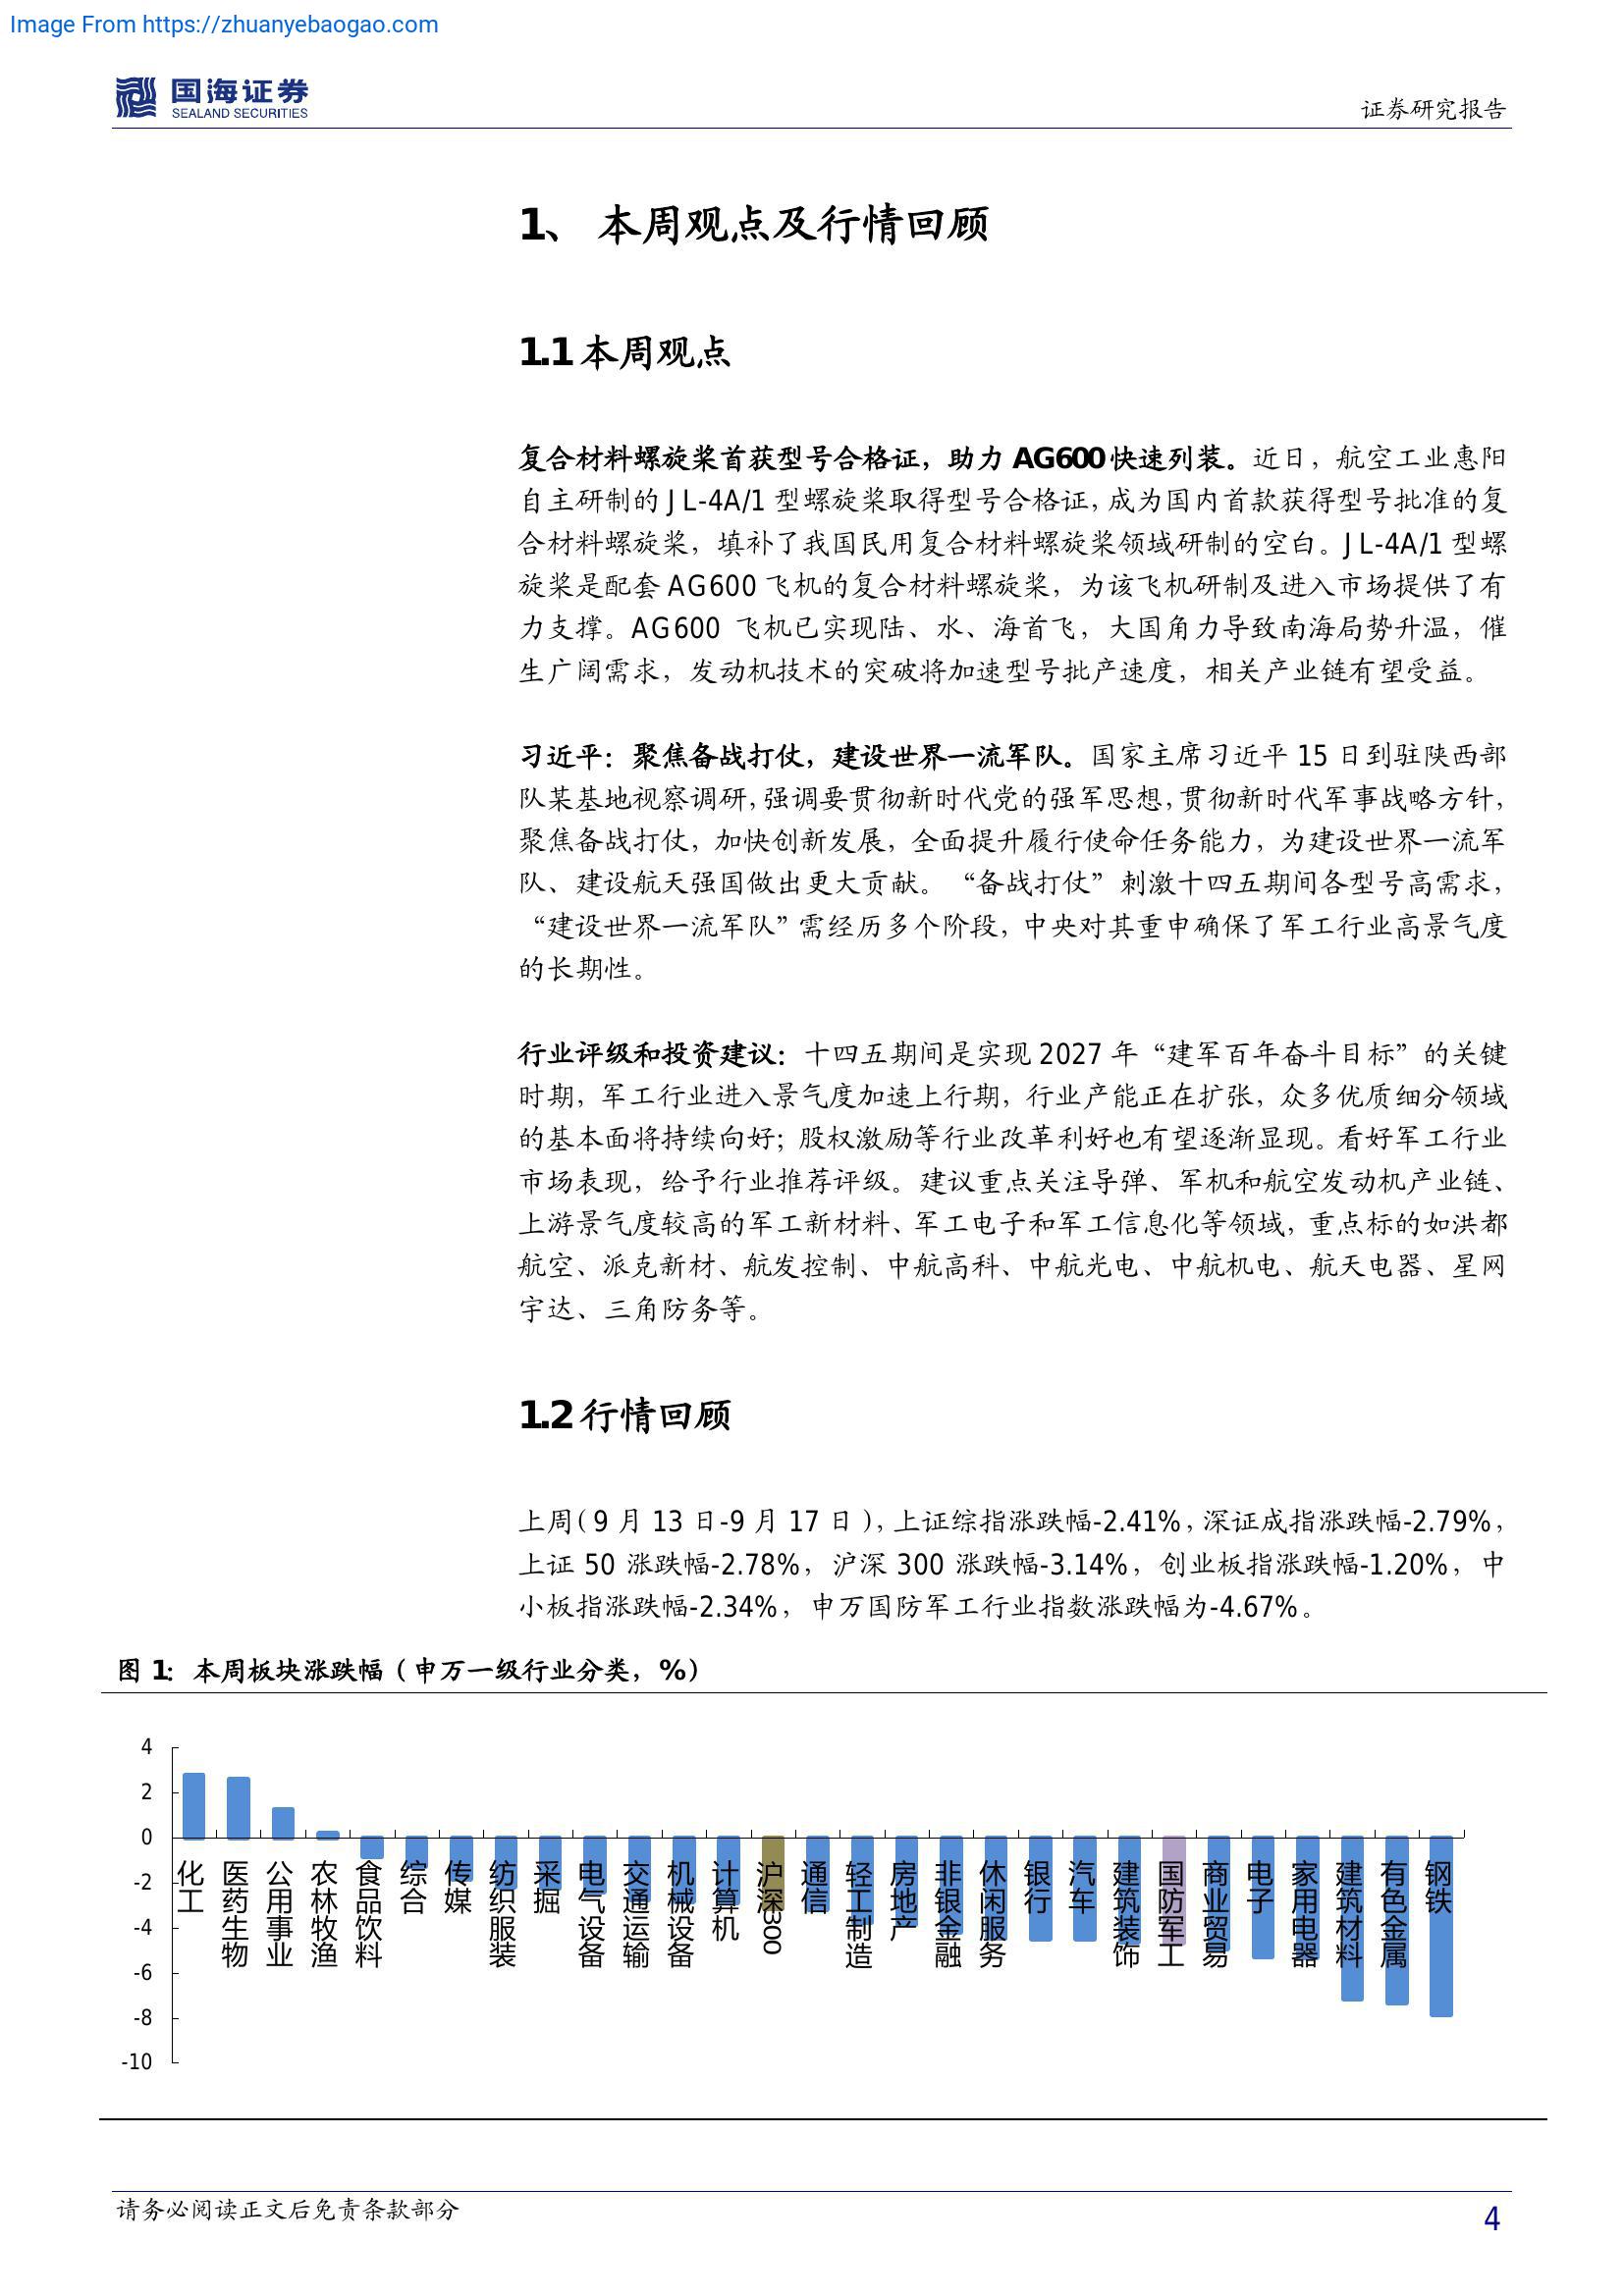 Image From https://zhuanyebaogao.com
国海证券
SEALAND SECURITIES
证券研究报告
1、 本周观点及行情回顾
1.1 本周观点
复合材料螺旋桨首获型号合格证，助力 AG600 快速列装。近日，航空工业惠阳
自主研制的 JL-4A/1 型螺旋桨取得型号合格证，成为国内首款获得型号批准的复
合材料螺旋桨，填补了我国民用复合材料螺旋桨领域研制的空白。JL-4A/1 型螺
旋桨是配套 AG600 飞机的复合材料螺旋桨，为该飞机研制及进入市场提供了有
力支撑。AG600 飞机已实现陆、水、海首飞，大国角力导致南海局势升温，催
生广阔需求，发动机技术的突破将加速型号批产速度，相关产业链有望受益。
习近平：聚焦备战打仗，建设世界一流军队。国家主席习近平 15 日到驻陕西部
队某基地视察调研，强调要贯彻新时代党的强军思想，贯彻新时代军事战略方针，
聚焦备战打仗，加快创新发展，全面提升履行使命任务能力，为建设世界一流军
队、建设航天强国做出更大贡献。“备战打仗”刺激十四五期间各型号高需求，
“建设世界一流军队”需经历多个阶段，中央对其重申确保了军工行业高景气度
的长期性。
行业评级和投资建议：十四五期间是实现 2027 年“建军百年奋斗目标”的关键
时期，军工行业进入景气度加速上行期，行业产能正在扩张，众多优质细分领域
的基本面将持续向好；股权激励等行业改革利好也有望逐渐显现。看好军工行业
市场表现，给予行业推荐评级。建议重点关注导弹、军机和航空发动机产业链、
上游景气度较高的军工新材料、军工电子和军工信息化等领域，重点标的如洪都
航空、派克新材、航发控制、中航高科、中航光电、中航机电、航天电器、星网
宇达、三角防务等。
1.2 行情回顾
上周（9 月 13 日-9 月 17 日），上证综指涨跌幅-2.41%，深证成指涨跌幅-2.79%，
上证 50 涨跌幅-2.78%，沪深 300 涨跌幅-3.14%，创业板指涨跌幅-1.20%，中
小板指涨跌幅-2.34%，申万国防军工行业指数涨跌幅为-4.67%。
图 1：本周板块涨跌幅（申万一级行业分类，%）
4
2
0
-2
-4
-6
-8
-10
化工
医药生物
公用事业
农林牧渔
食品饮料
综合
传媒
纺织服装
采掘
电气设备
交通运输
机械设备
计算机
沪深300
通信
轻工制造
房地产
非银金融
休闲服务
银行
汽车
建筑装饰
国防军工
商业贸易
电子
家用电器
建筑材料
有色金属
钢铁
请务必阅读正文后免责条款部分
4